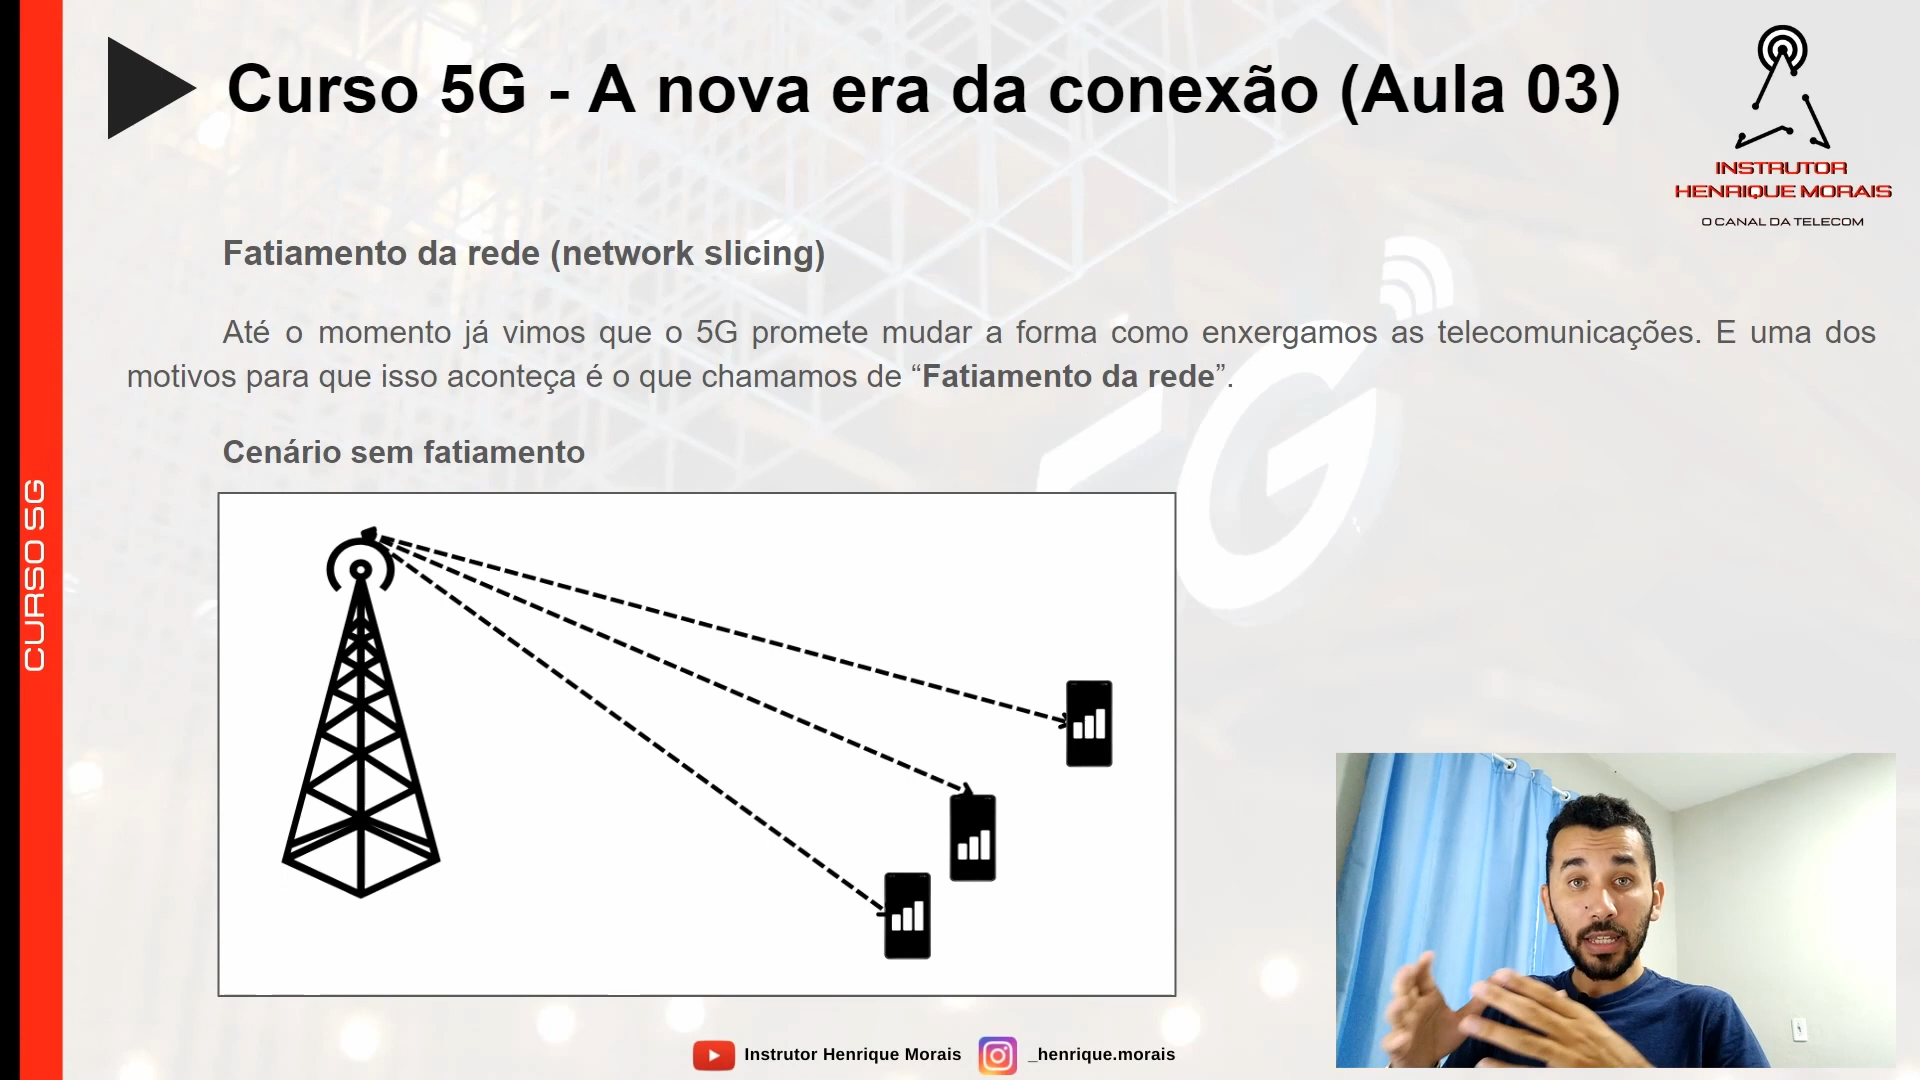 Curso 5G - A nova era da conexão (Aula 03)
INSTRUTOR
HENRIQUE MORAIS
O CANAL DA TELECOM
Fatiamento da rede (network slicing)
Até o momento já vimos que o 5G promete mudar a forma como enxergamos as telecomunicações. E uma dos
motivos para que isso aconteça é o que chamamos de “Fatiamento da rede”.
Cenário sem fatiamento
CURSO 5G
5G
Instrutor Henrique Morais
_henrique.morais